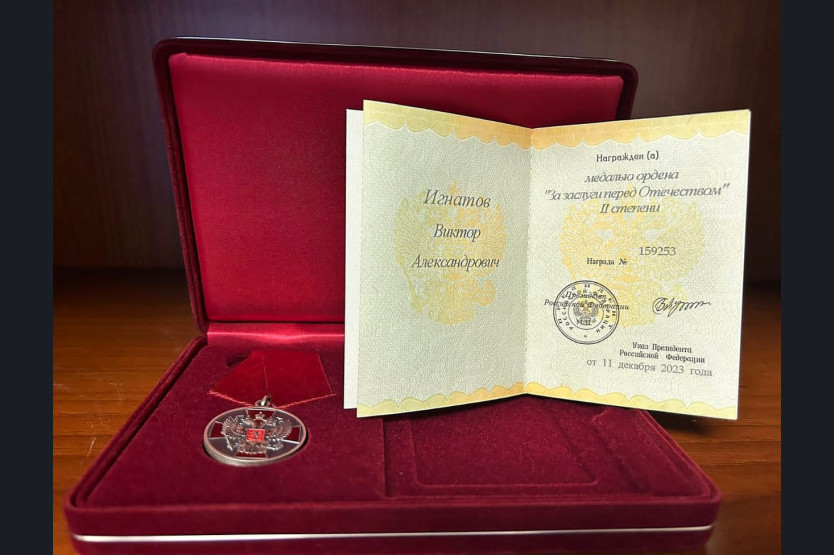 Игнатов
Виктор
Александрович
Награжден (а)
медалью ордена
"За заслуги перед Отечеством"
II степени
159253
Награда №
Президент
Российской Федерации
Указ Президента
Российской Федерации
от 11 декабря 2023 года